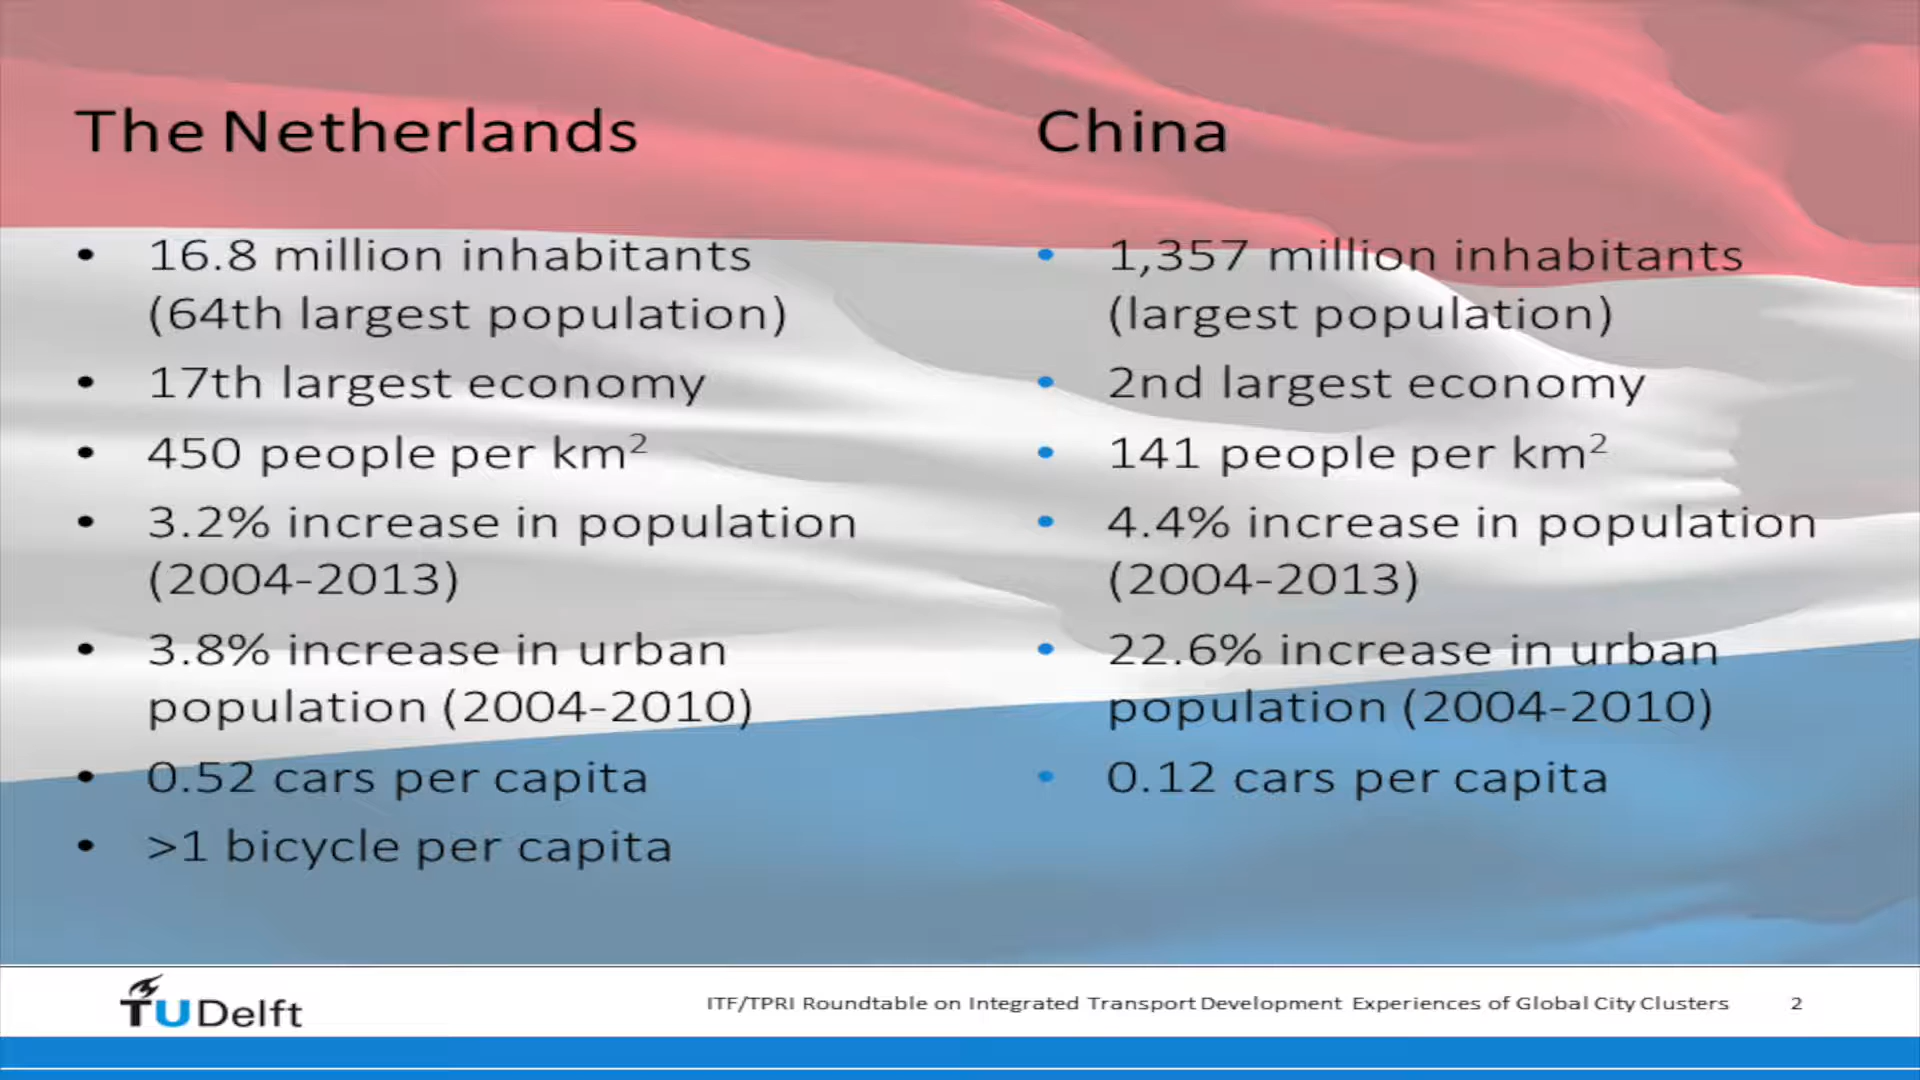 The Netherlands
• 16.8 million inhabitants
(64th largest population)
• 17th largest economy
• 450 people per km²
• 3.2% increase in population
(2004-2013)
• 3.8% increase in urban
population (2004-2010)
• 0.52 cars per capita
• >1 bicycle per capita
China
• 1,357 million inhabitants
(largest population)
• 2nd largest economy
• 141 people per km²
• 4.4% increase in population
(2004-2013)
• 22.6% increase in urban
population (2004-2010)
• 0.12 cars per capita
TU Delft
ITF/TPRI Roundtable on Integrated Transport Development Experiences of Global City Clusters 2